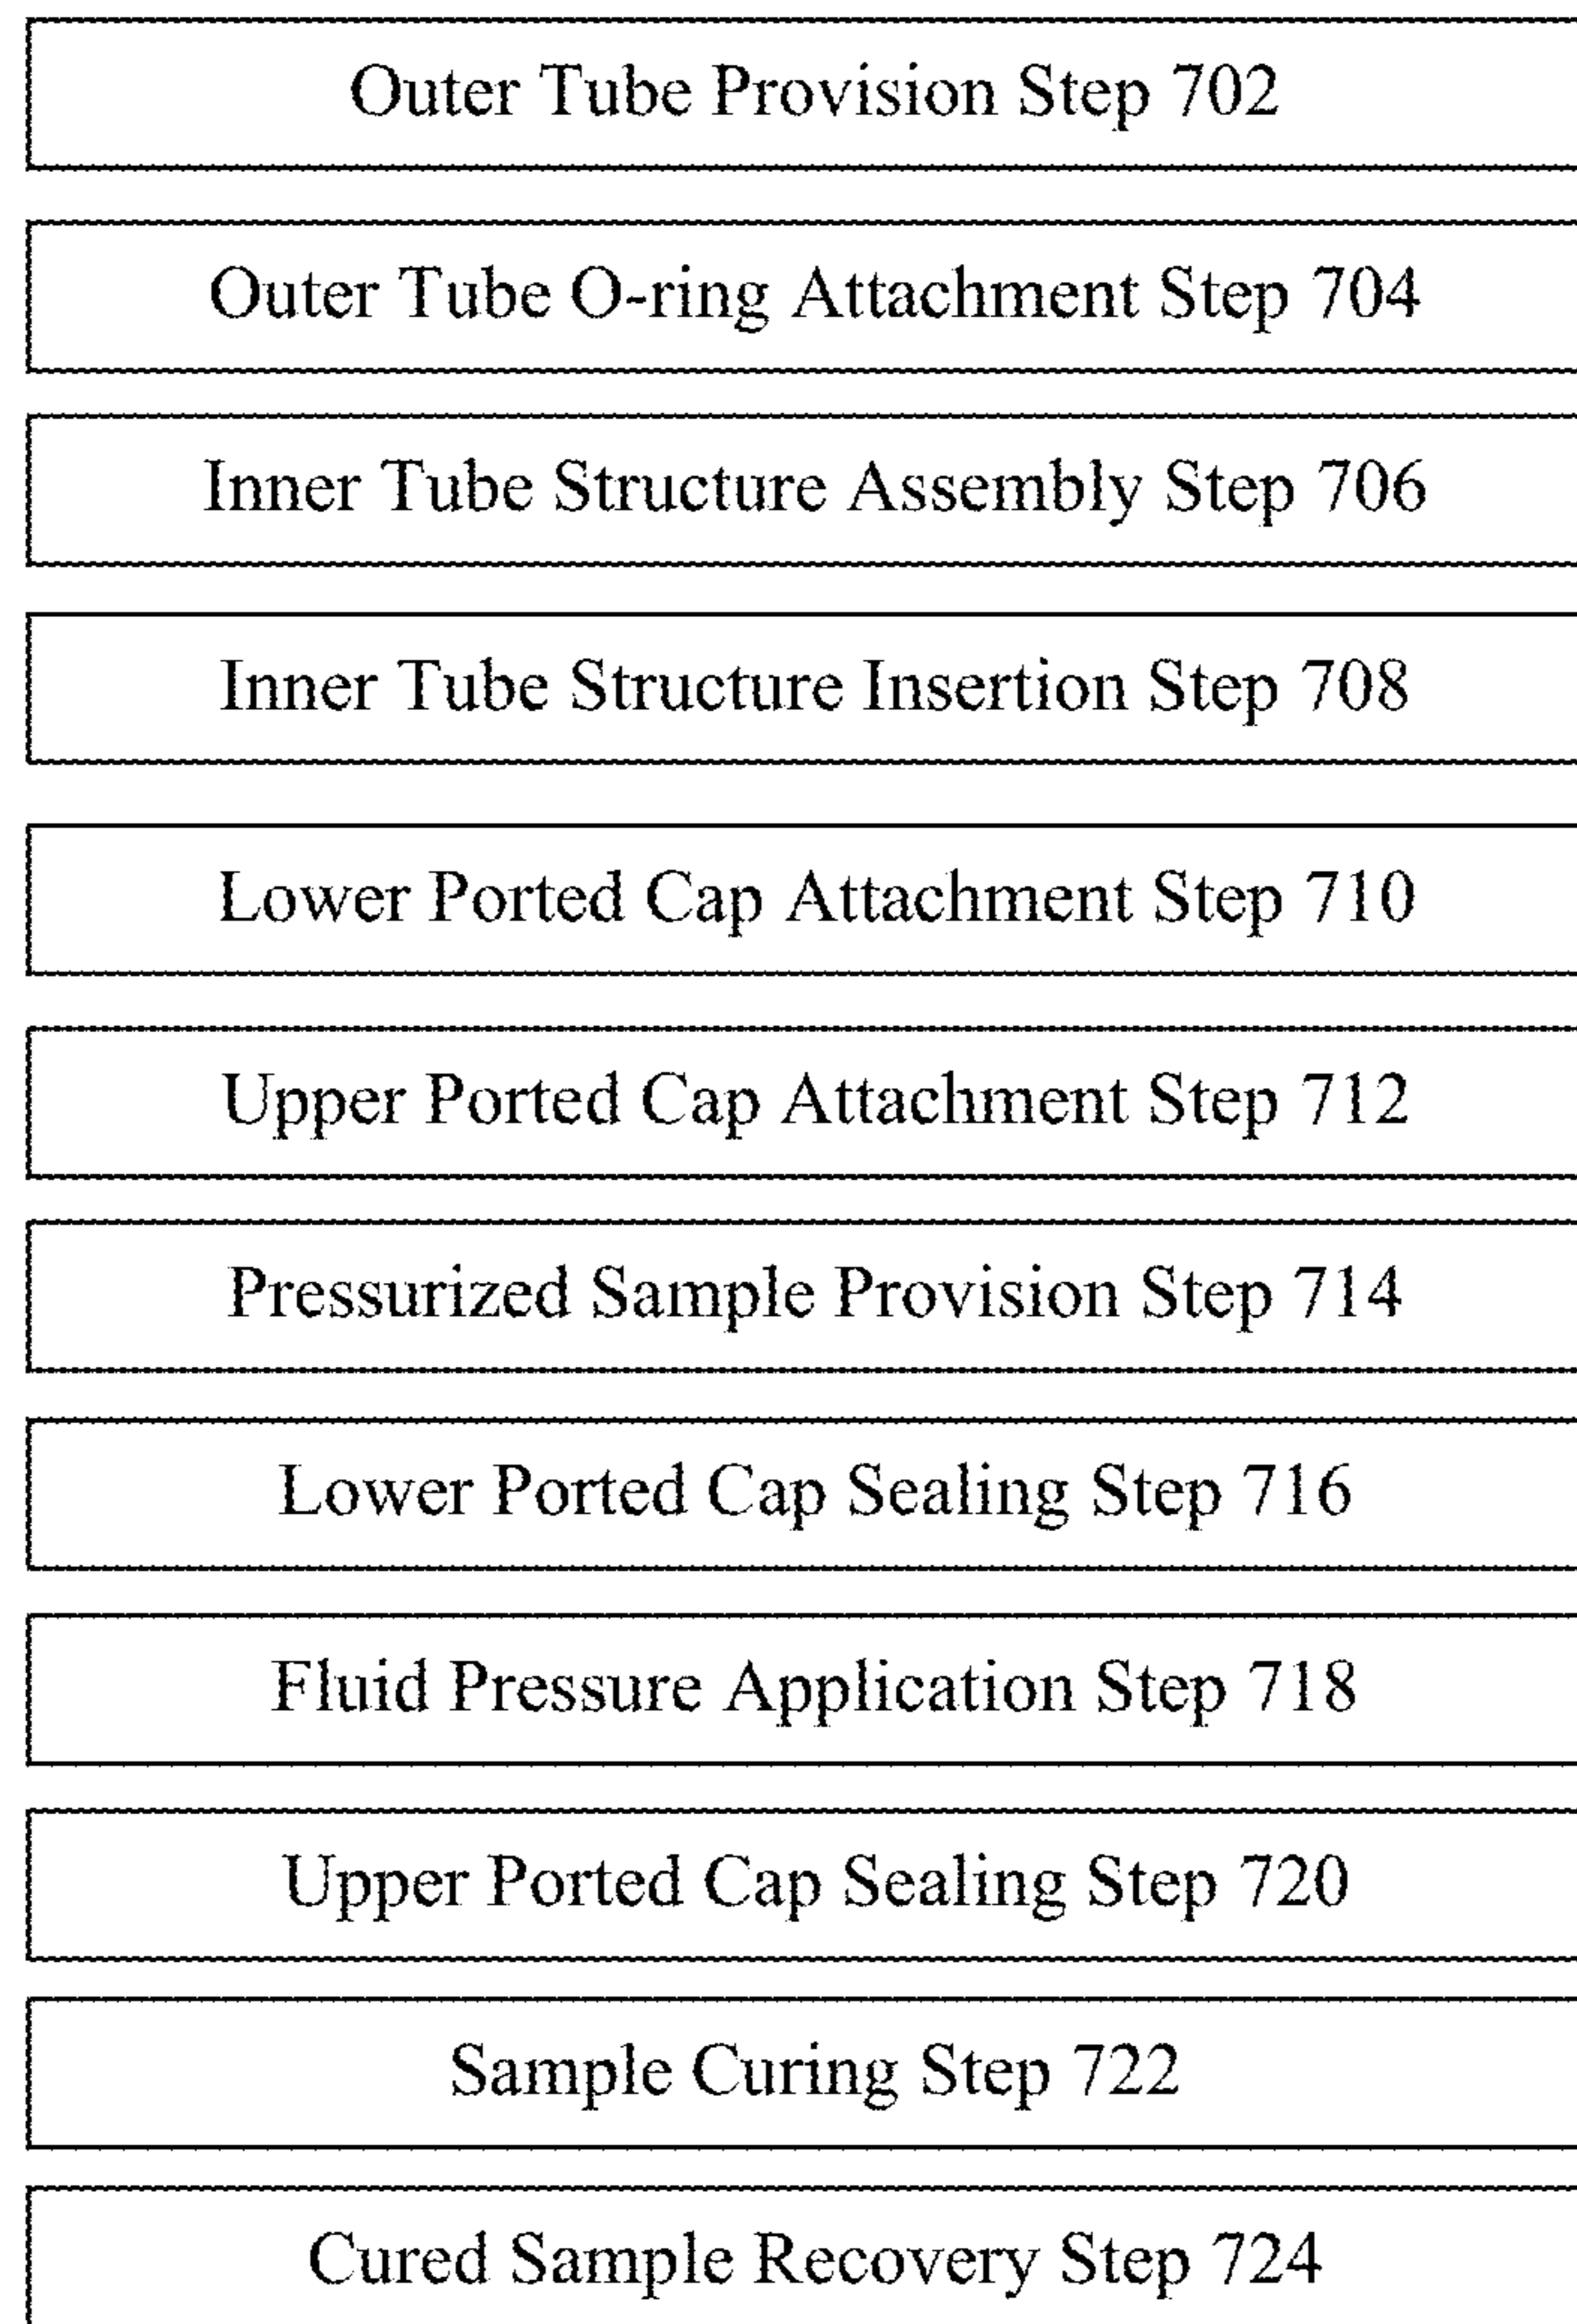 Outer Tube Provision Step 702
Outer Tube O-ring Attachment Step 704
Inner Tube Structure Assembly Step 706
Inner Tube Structure Insertion Step 708
Lower Ported Cap Attachment Step 710
Upper Ported Cap Attachment Step 712
Pressurized Sample Provision Step 714
Lower Ported Cap Sealing Step 716
Fluid Pressure Application Step 718
Upper Ported Cap Sealing Step 720
Sample Curing Step 722
Cured Sample Recovery Step 724